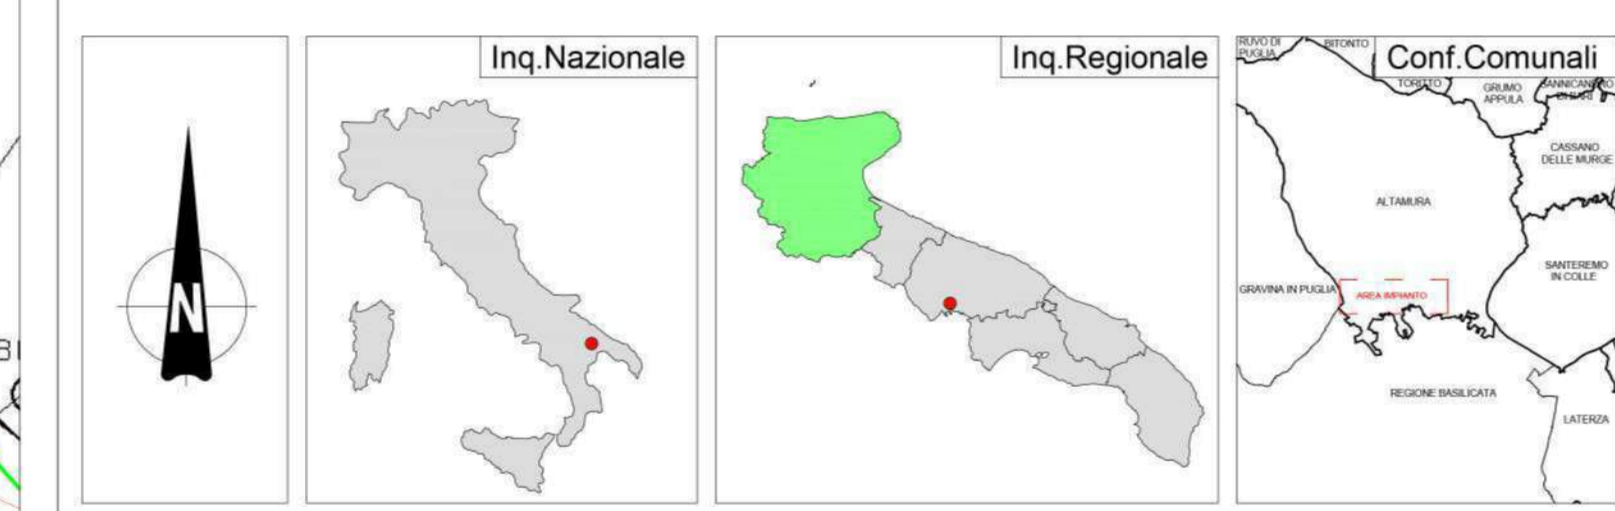 N
Inq.Nazionale
Inq.Regionale
Conf.Comunali
RUVO DI
PUGLIA
BITONTO
TORITTO
GRUMO
APPULA
CASSANO
DELLE MURGE
ALTAMURA
SANTEREMO
IN COLLE
GRAVINA IN PUGLIA
AREA IMPIANTO
REGIONE BASILICATA
LATERZA